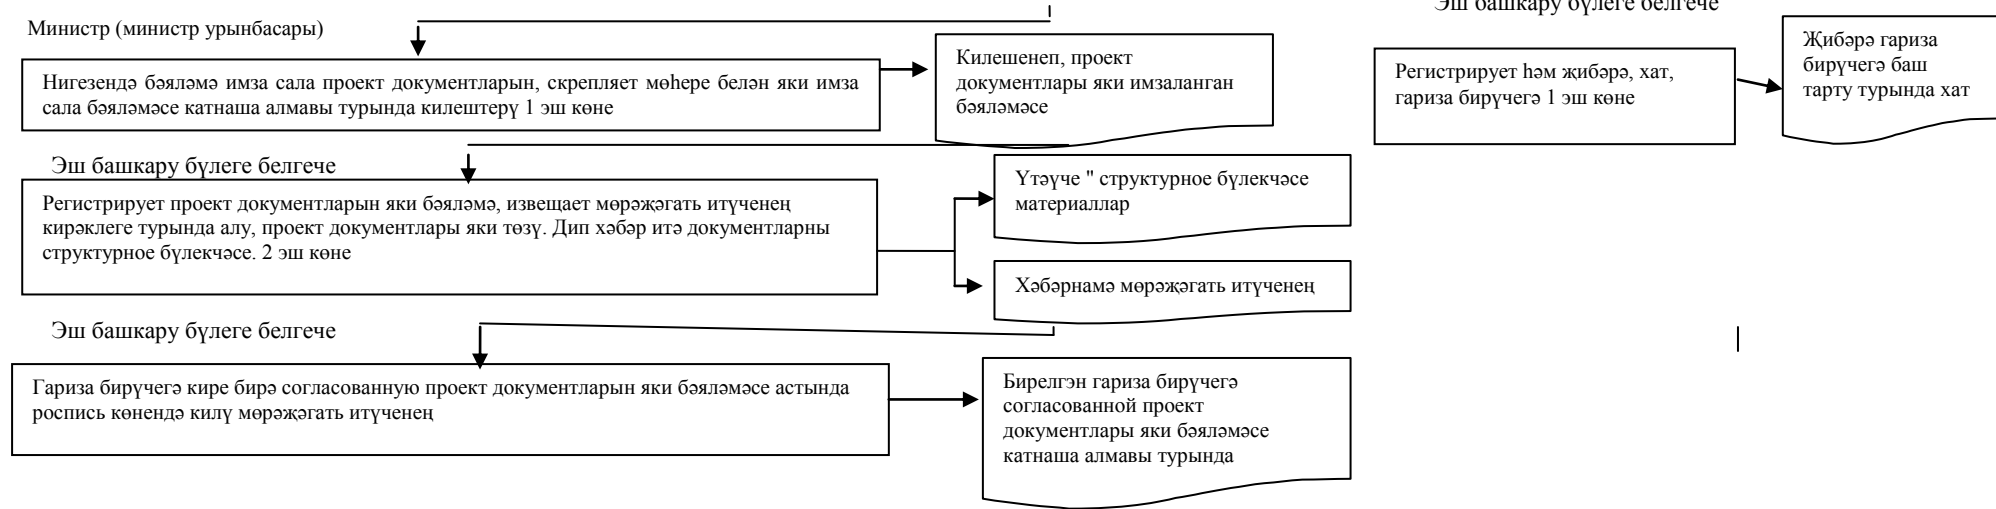 Эш башкару бүлеге белгече
Министр (министр урынбасары)
Нигезендә бәяләмә имза сала проект документларын, скрепляет мөһере белән яки имза
сала бәяләмәсе катнаша алмавы турында килештерү 1 эш көне
Килешенеп, проект
документлары яки имзаланган
бәяләмәсе
Регистрирует һәм җибәрә, хат,
гариза бирүчегә 1 эш көне
Җибәрә гариза
бирүчегә баш
тарту турында хат
Эш башкару бүлеге белгече
Регистрирует проект документларын яки бәяләмә, извещает мөрәҗәгать итүченең
кирәклеге турында алу, проект документлары яки төзү. Дип хәбәр итә документларны
структурное бүлекчәсе. 2 эш көне
Үтәүче " структурное бүлекчәсе
материаллар
Хәбәрнамә мөрәҗәгать итүченең
Эш башкару бүлеге белгече
Гариза бирүчегә кире бирә согласованную проект документларын яки бәяләмәсе астында
роспись көнендә килү мөрәҗәгать итүченең
Бирелгэн гариза бирүчегә
согласованной проект
документлары яки бәяләмәсе
катнаша алмавы турында